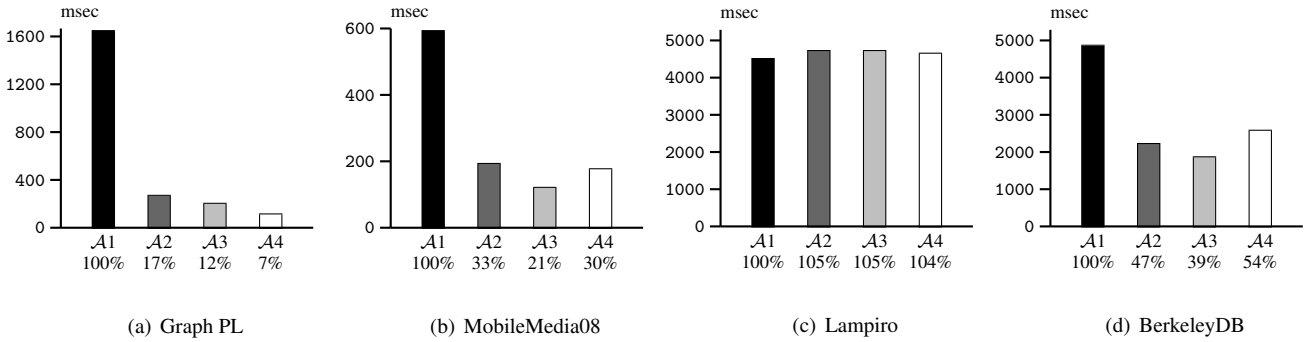 msec
1600
1200
800
400
0
𝒜1 𝒜2 𝒜3 𝒜4
100% 17% 12% 7%
(a) Graph PL
msec
600
400
200
0
𝒜1 𝒜2 𝒜3 𝒜4
100% 33% 21% 30%
(b) MobileMedia08
msec
5000
4000
3000
2000
1000
0
𝒜1 𝒜2 𝒜3 𝒜4
100% 105% 105% 104%
(c) Lampiro
msec
5000
4000
3000
2000
1000
0
𝒜1 𝒜2 𝒜3 𝒜4
100% 47% 39% 54%
(d) BerkeleyDB